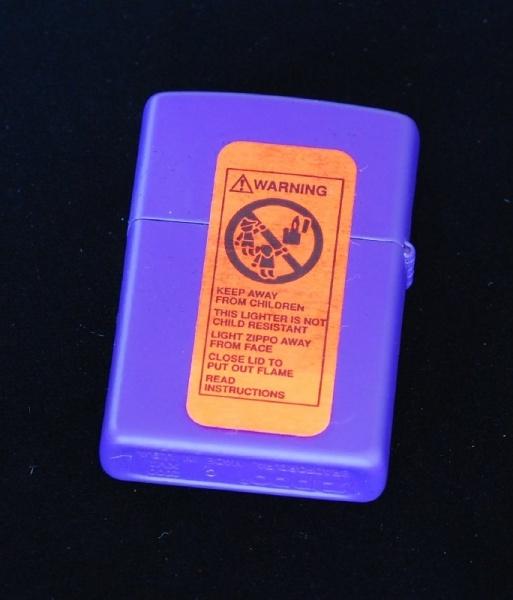 WARNING
KEEP AWAY
FROM CHILDREN
THIS LIGHTER IS NOT
CHILD RESISTANT
LIGHT ZIPPO AWAY
FROM FACE
CLOSE LID TO
PUT OUT FLAME
READ
INSTRUCTIONS